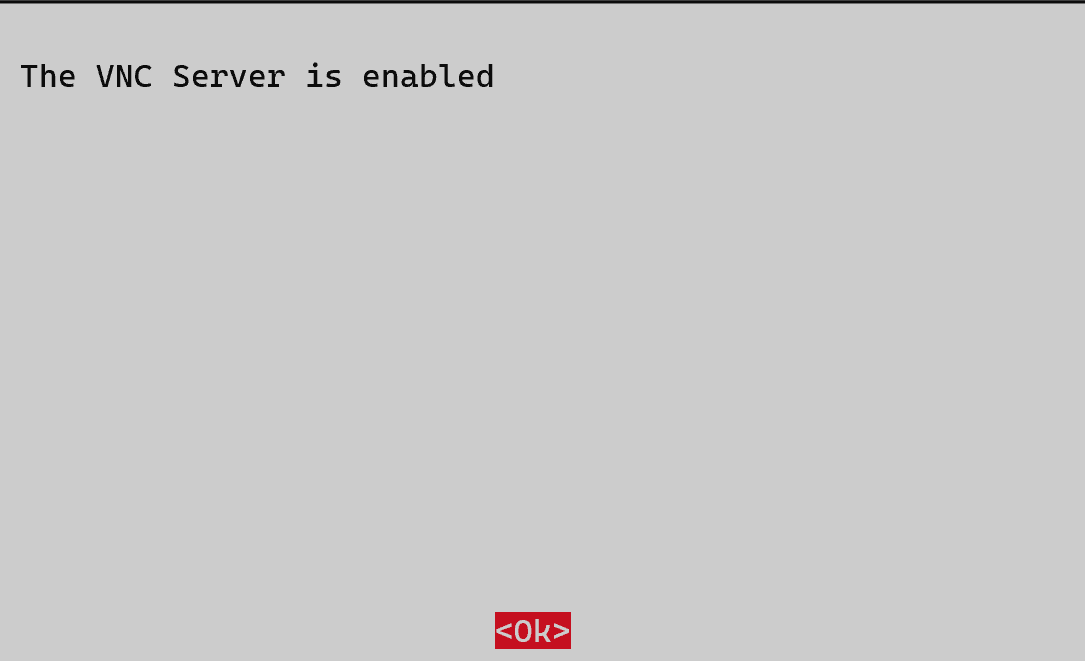 The VNC Server is enabled
<Ok>